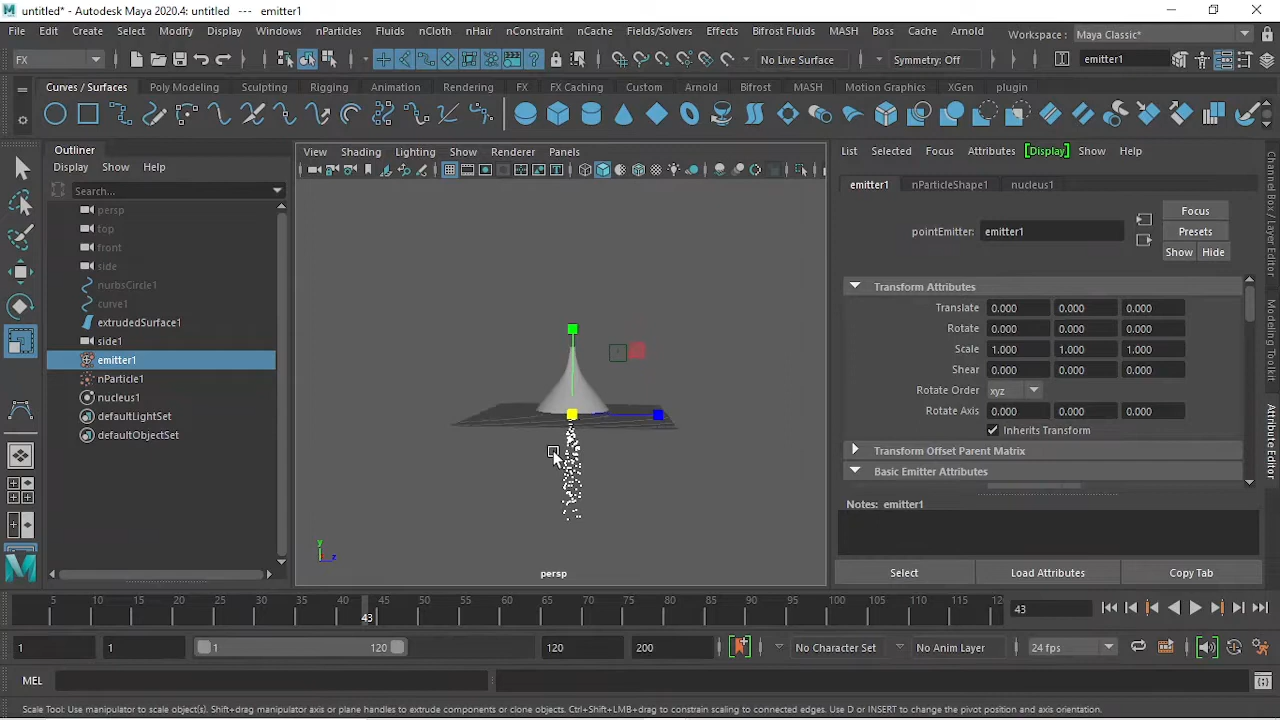 untitled* - Autodesk Maya 2020.4: untitled --- emitter1
File Edit Create Select Modify Display Windows nParticles Fluids nCloth nHair nConstraint nCache Fields/Solvers Effects Bifrost Fluids MASH Boss Cache Arnold Workspace : Maya Classic*
FX No Live Surface Symmetry: Off emitter1
Curves / Surfaces Poly Modeling Sculpting Rigging Animation Rendering FX FX Caching Custom Arnold Bifrost MASH Motion Graphics XGen plugin
Outliner
Display Show Help
Search...
persp
top
front
side
nurbsCircle1
curve1
extrudedSurface1
side1
emitter1
nParticle1
nucleus1
defaultLightSet
defaultObjectSet
View Shading Lighting Show Renderer Panels
y
z
persp
List Selected Focus Attributes Display Show Help
emitter1 nParticleShape1 nucleus1
Focus
pointEmitter: emitter1 Presets
Show Hide
Transform Attributes
Translate 0.000 0.000 0.000
Rotate 0.000 0.000 0.000
Scale 1.000 1.000 1.000
Shear 0.000 0.000 0.000
Rotate Order xyz
Rotate Axis 0.000 0.000 0.000
Inherits Transform
Transform Offset Parent Matrix
Basic Emitter Attributes
Notes: emitter1
Select Load Attributes Copy Tab
Channel Box / Layer Editor
Modeling Toolkit
Attribute Editor
5 10 15 20 25 30 35 40 45 50 55 60 65 70 75 80 85 90 95 100 105 110 115 12
43
43
1 1 1 120 120 200 No Character Set No Anim Layer 24 fps
MEL
Scale Tool: Use manipulator to scale object(s). Shift+drag manipulator axis or plane handles to extrude components or clone objects. Ctrl+Shift+LMB+drag to constrain scaling to connected edges. Use D or INSERT to change the pivot position and axis orientation.